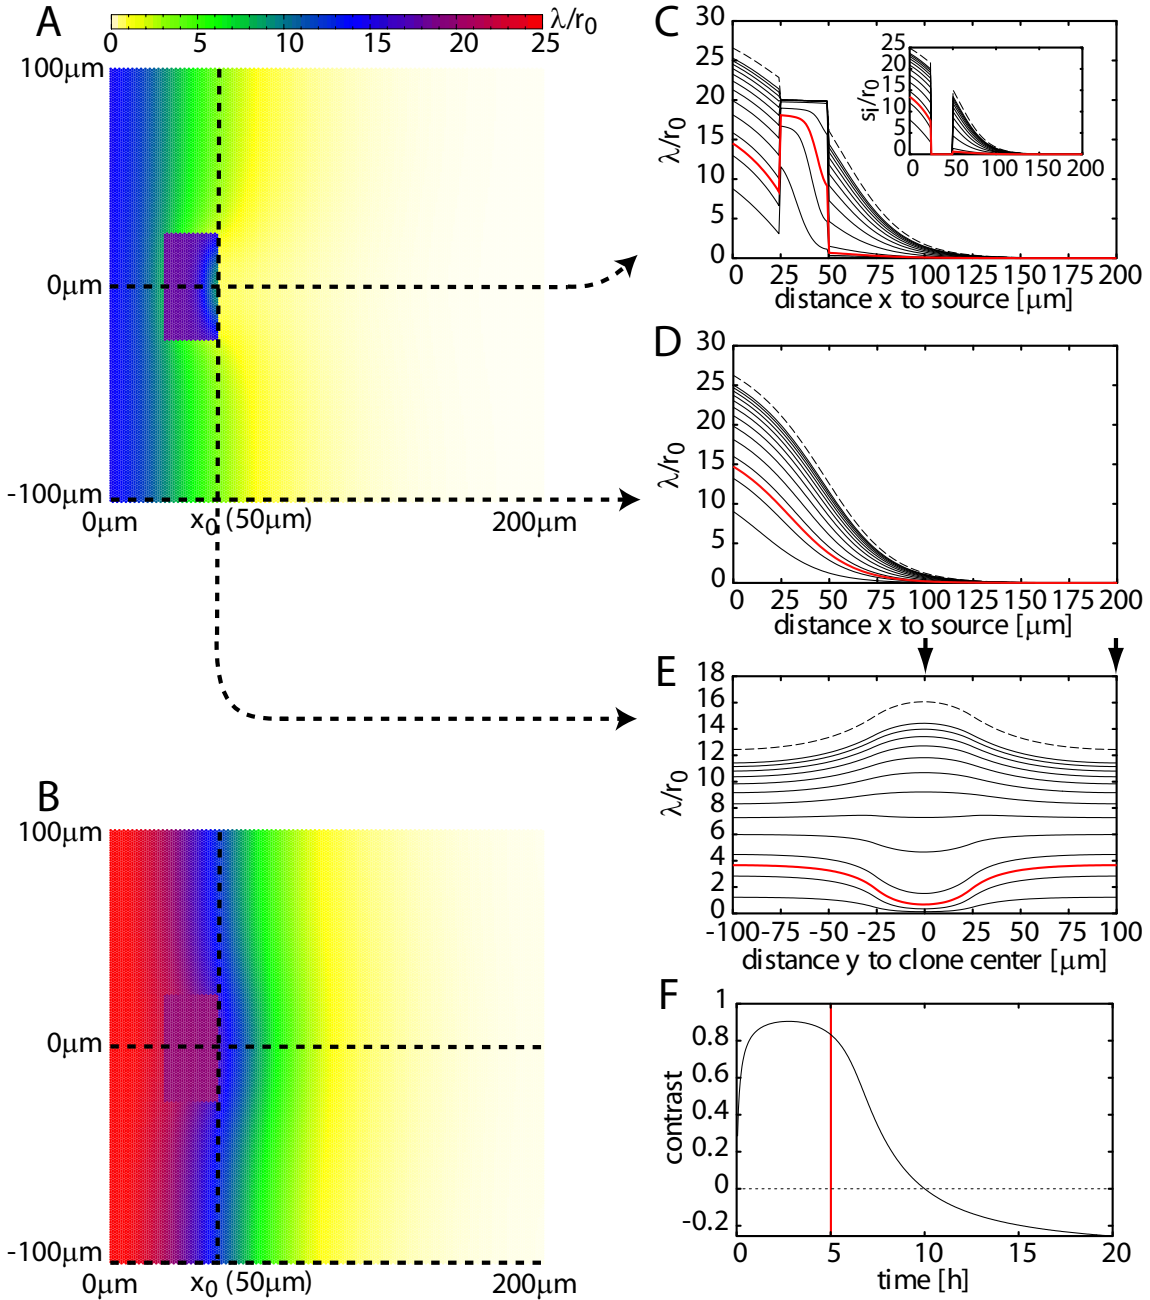 A
λ/r0
0 5 10 15 20 25
100μm
0μm
-100μm
0μm x0 (50μm) 200μm
B
100μm
0μm
-100μm
0μm x0 (50μm) 200μm
C
λ/r0
30
25
20
15
10
5
0
0 25 50 75 100 125 150 175 200
distance x to source [μm]
si/r0
25
20
15
10
5
0
0 50 100 150 200
D
λ/r0
30
25
20
15
10
5
0
0 25 50 75 100 125 150 175 200
distance x to source [μm]
E
λ/r0
18
16
14
12
10
8
6
4
2
0
-100 -75 -50 -25 0 25 50 75 100
distance y to clone center [μm]
F
contrast
1
0.8
0.6
0.4
0.2
0
-0.2
0 5 10 15 20
time [h]